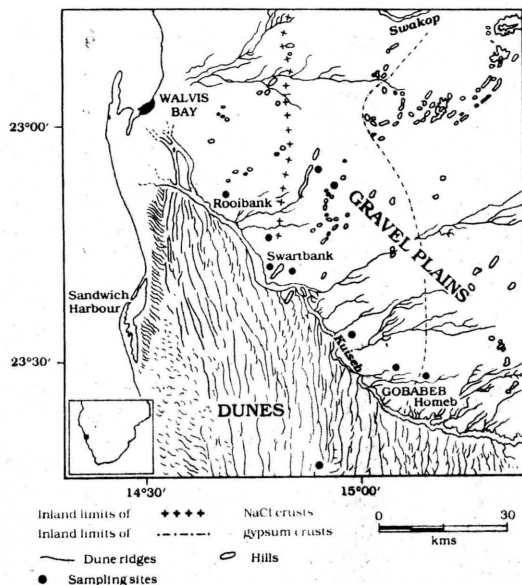 Swakop
WALVIS
BAY
23°00'
Rooibank
GRAVEL PLAINS
Swartbank
Sandwich
Harbour
Kuiseb
23°30'
GOBABEB
Homeb
DUNES
14°30'
15°00'
Inland limits of ++++ NaCl crusts
Inland limits of gypsum crusts
0 30
kms
Dune ridges
Hills
Sampling sites